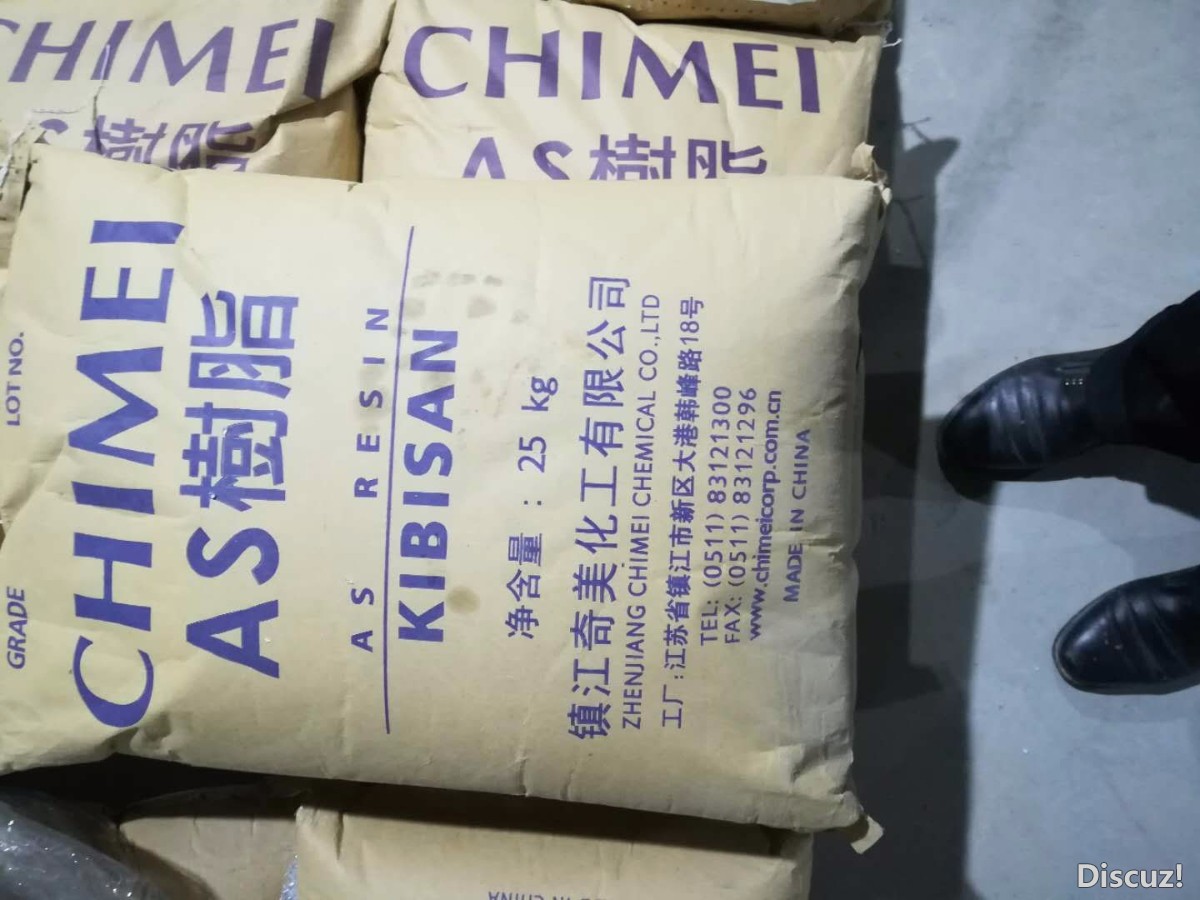 CHIMEI
AS樹脂
CHIMEI
AS樹脂
GRADE
LOT NO.
CHIMEI
AS樹脂
AS RESIN
KIBISAN
净含量：25 kg
镇江奇美化工有限公司
ZHENJIANG CHIMEI CHEMICAL CO.,LTD
工厂:江苏省镇江市新区大港韩峰路18号
TEL: (0511) 83121300
FAX: (0511) 83121296
www.chimeicorp.com.cn
MADE IN CHINA
Discuz!